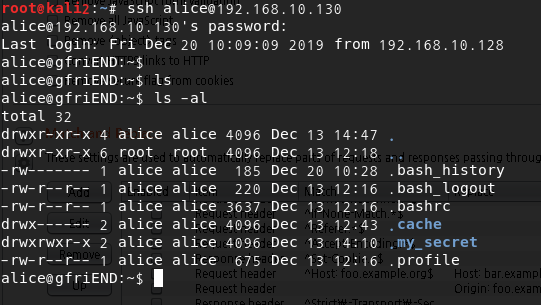 root@kali2:~# ssh alice@192.168.10.130
alice@192.168.10.130's password:
Last login: Fri Dec 20 10:09:09 2019 from 192.168.10.128
alice@gfriEND:~$
alice@gfriEND:~$ ls
alice@gfriEND:~$ ls -al
total 32
drwxr-xr-x 4 alice alice 4096 Dec 13 14:47 .
drwxr-xr-x 6 root root 4096 Dec 13 12:18 ..
-rw------- 1 alice alice 185 Dec 20 10:28 .bash_history
-rw-r--r-- 1 alice alice 220 Dec 13 12:16 .bash_logout
-rw-r--r-- 1 alice alice 3637 Dec 13 12:16 .bashrc
drwx------ 2 alice alice 4096 Dec 13 12:43 .cache
drwxrwxr-x 2 alice alice 4096 Dec 13 14:10 my_secret
-rw-r--r-- 1 alice alice 675 Dec 13 12:16 .profile
alice@gfriEND:~$